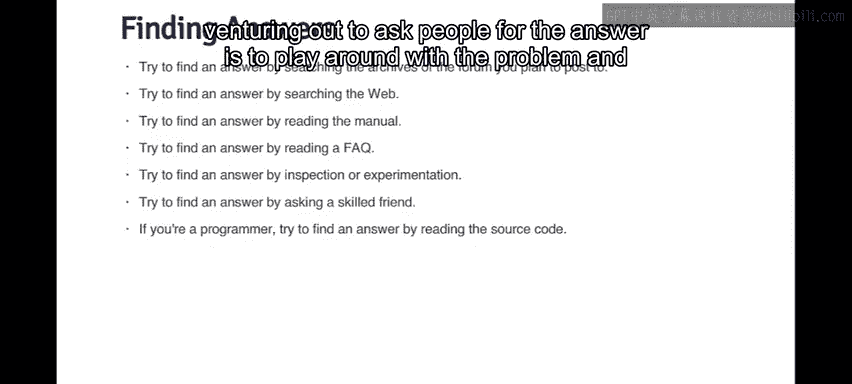 Finding Answers
venturing out to ask people for the answer
is to play around with the problem and
· Try to find an answer by searching the archives of the forum you plan to post to.
· Try to find an answer by searching the Web.
· Try to find an answer by reading the manual.
· Try to find an answer by reading a FAQ.
· Try to find an answer by inspection or experimentation.
· Try to find an answer by asking a skilled friend.
· If you're a programmer, try to find an answer by reading the source code.